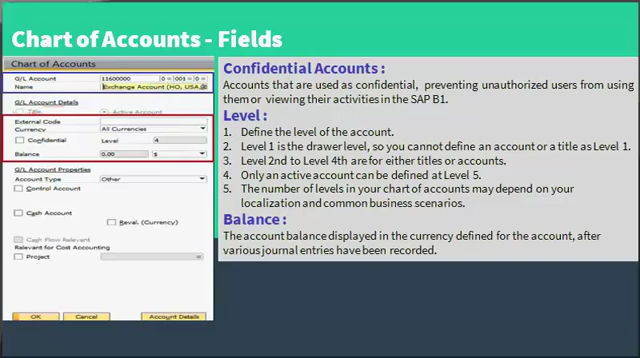 Chart of Accounts - Fields
Chart of Accounts
G/L Account 11600000 0 001 0
Name Exchange Account (HO, USA,
G/L Account Details
Title Active Account
External Code
Currency All Currencies
Confidential Level 4
Balance 0.00 $
G/L Account Properties
Account Type Other
Control Account
Cash Account
Reval. (Currency)
Cash Flow Relevant
Relevant for Cost Accounting
Project
OK Cancel Account Details
Confidential Accounts :
Accounts that are used as confidential, preventing unauthorized users from using
them or viewing their activities in the SAP B1.
Level :
1. Define the level of the account.
2. Level 1 is the drawer level, so you cannot define an account or a title as Level 1.
3. Level 2nd to Level 4th are for either titles or accounts.
4. Only an active account can be defined at Level 5.
5. The number of levels in your chart of accounts may depend on your
localization and common business scenarios.
Balance :
The account balance displayed in the currency defined for the account, after
various journal entries have been recorded.